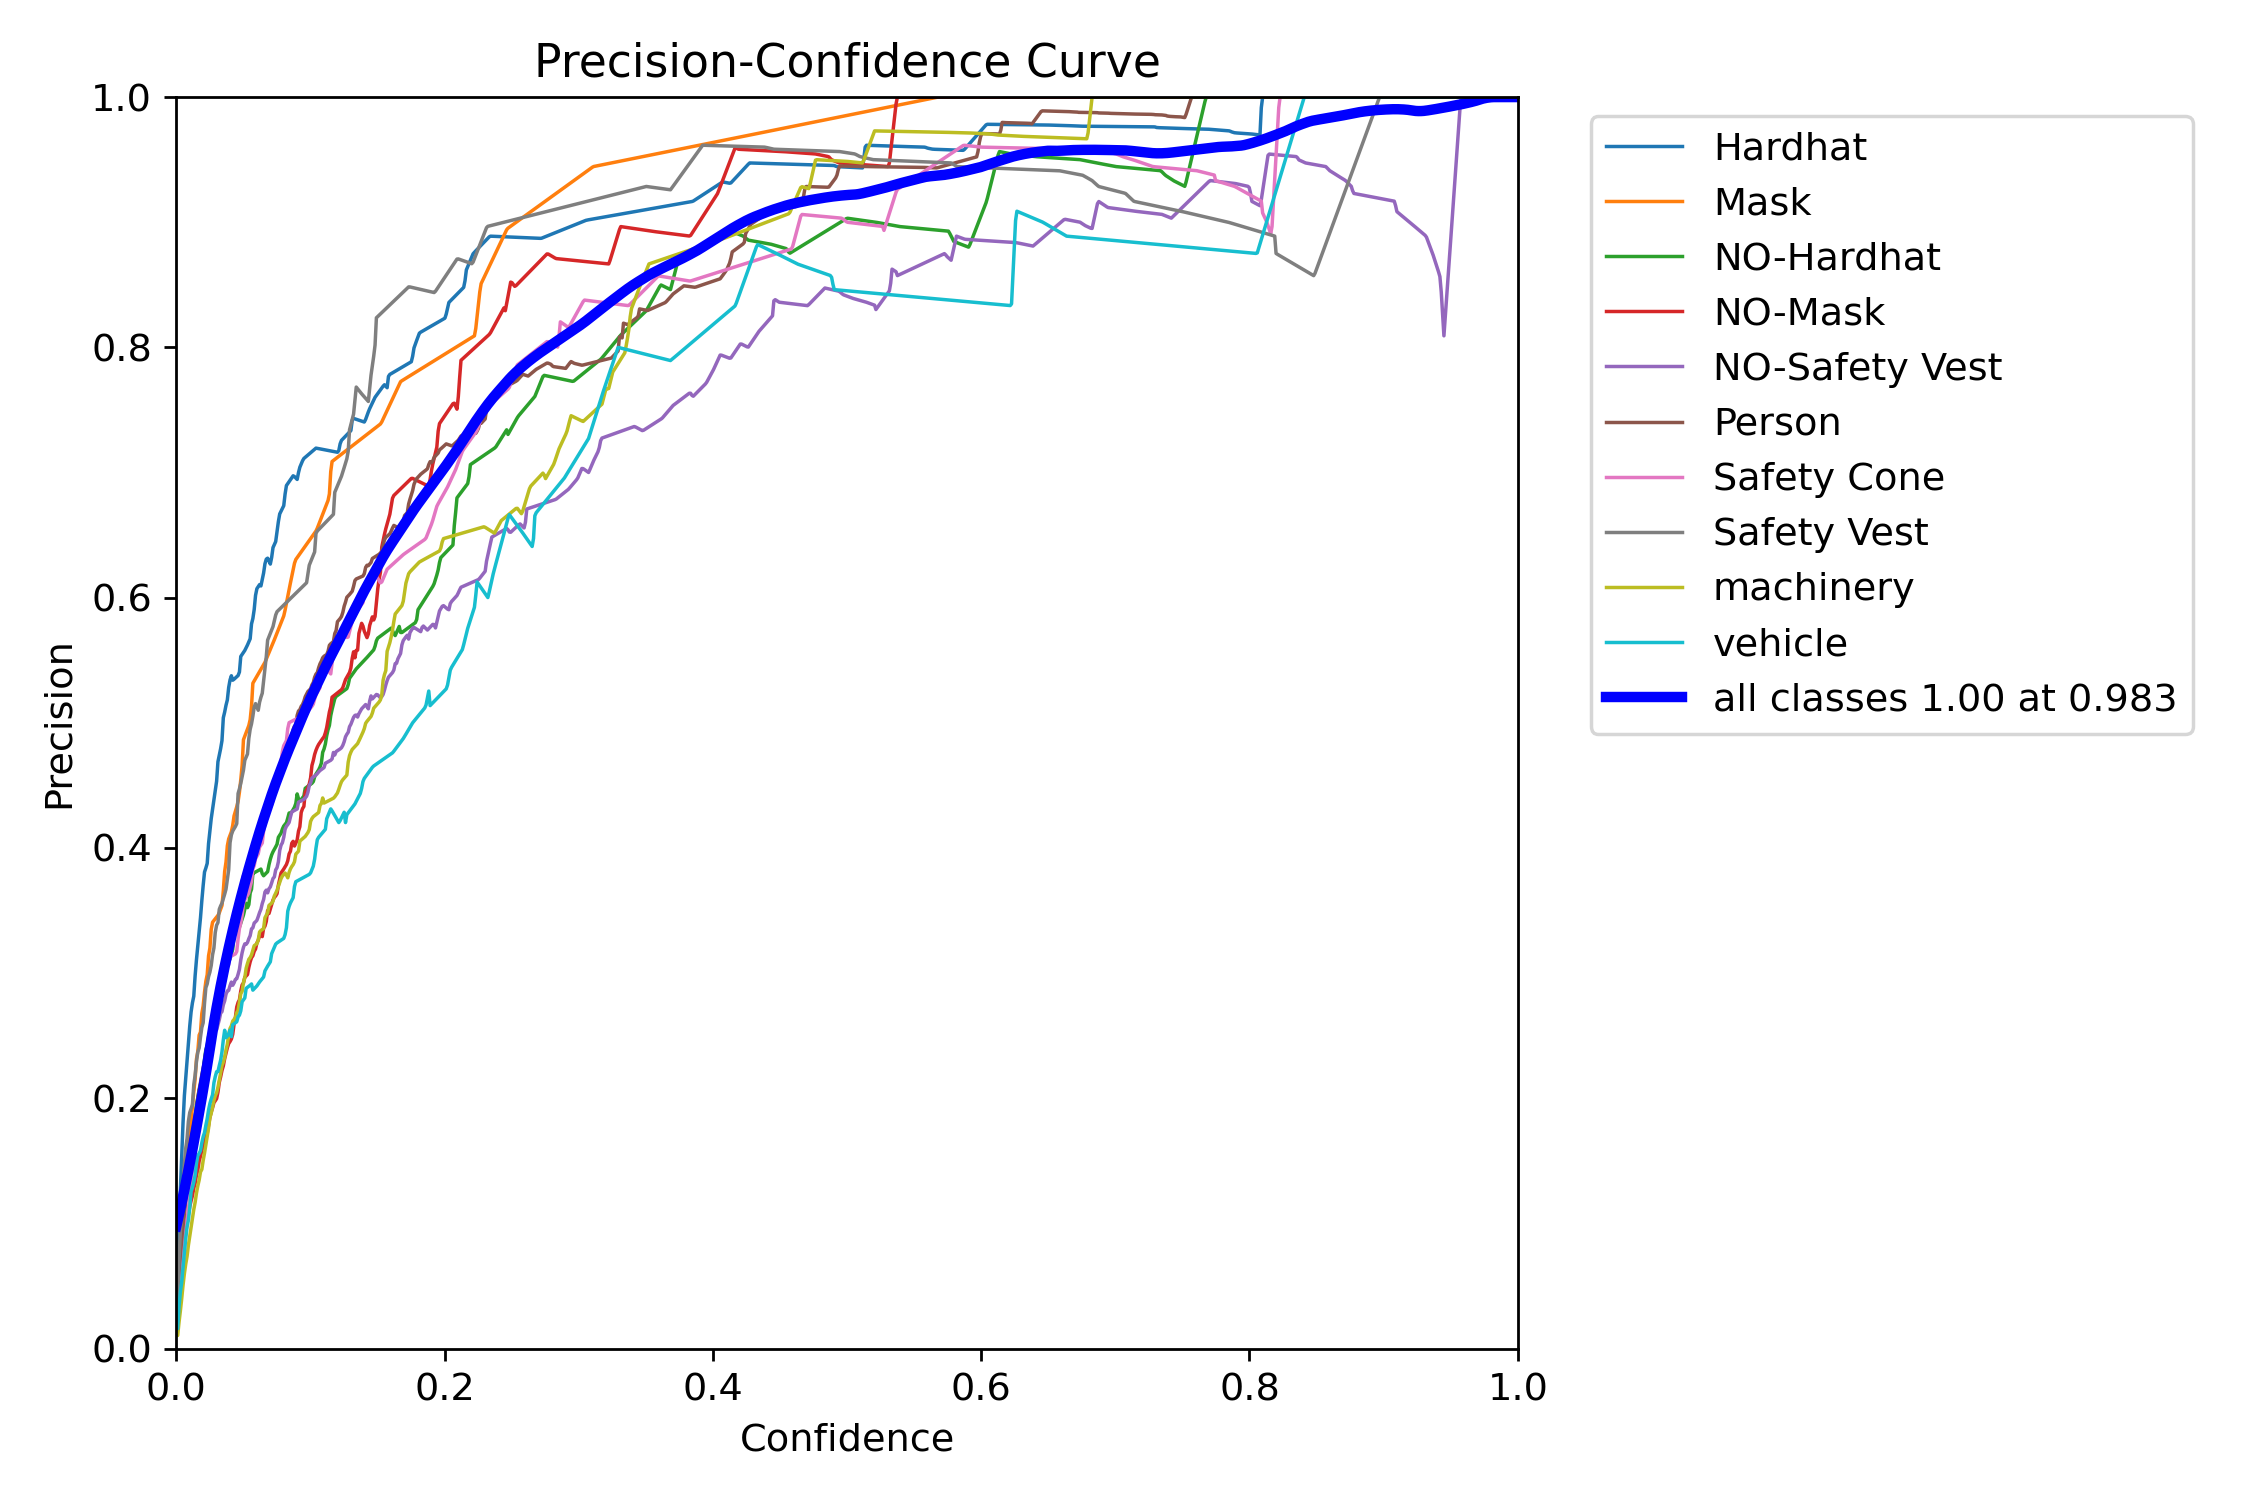 Precision-Confidence Curve
1.0
0.8
0.6
0.4
0.2
0.0
Precision
0.0 0.2 0.4 0.6 0.8 1.0
Confidence
Hardhat
Mask
NO-Hardhat
NO-Mask
NO-Safety Vest
Person
Safety Cone
Safety Vest
machinery
vehicle
all classes 1.00 at 0.983